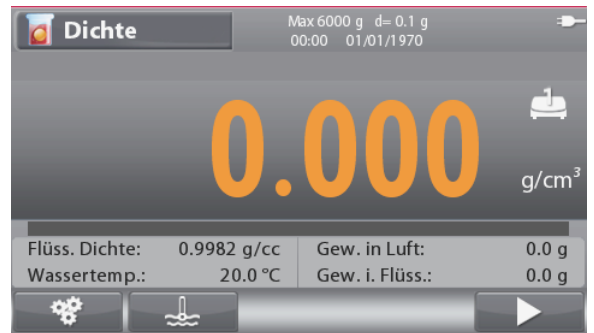 Dichte
Max 6000 g d= 0.1 g
00:00 01/01/1970
0.000
1
g/cm³
Flüss. Dichte: 0.9982 g/cc Gew. in Luft: 0.0 g
Wassertemp.: 20.0 °C Gew. i. Flüss.: 0.0 g